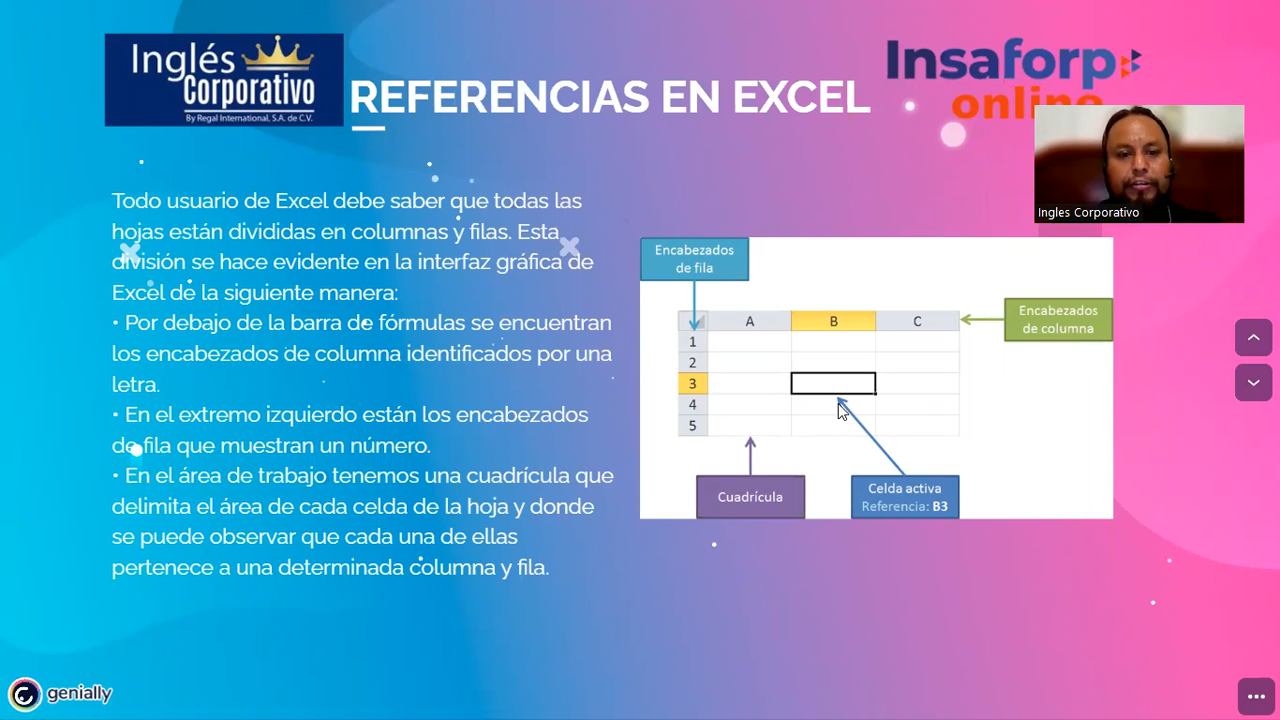 Inglés
Corporativo
By Regal International, S.A. de C.V.
REFERENCIAS EN EXCEL
Insaforp
online
Ingles Corporativo
Todo usuario de Excel debe saber que todas las
hojas están divididas en columnas y filas. Esta
división se hace evidente en la interfaz gráfica de
Excel de la siguiente manera:
• Por debajo de la barra de fórmulas se encuentran
los encabezados de columna identificados por una
letra.
• En el extremo izquierdo están los encabezados
de fila que muestran un número.
• En el área de trabajo tenemos una cuadrícula que
delimita el área de cada celda de la hoja y donde
se puede observar que cada una de ellas
pertenece a una determinada columna y fila.
Encabezados
de fila
Encabezados
de columna
A B C
1
2
3
4
5
Cuadrícula
Celda activa
Referencia: B3
genially